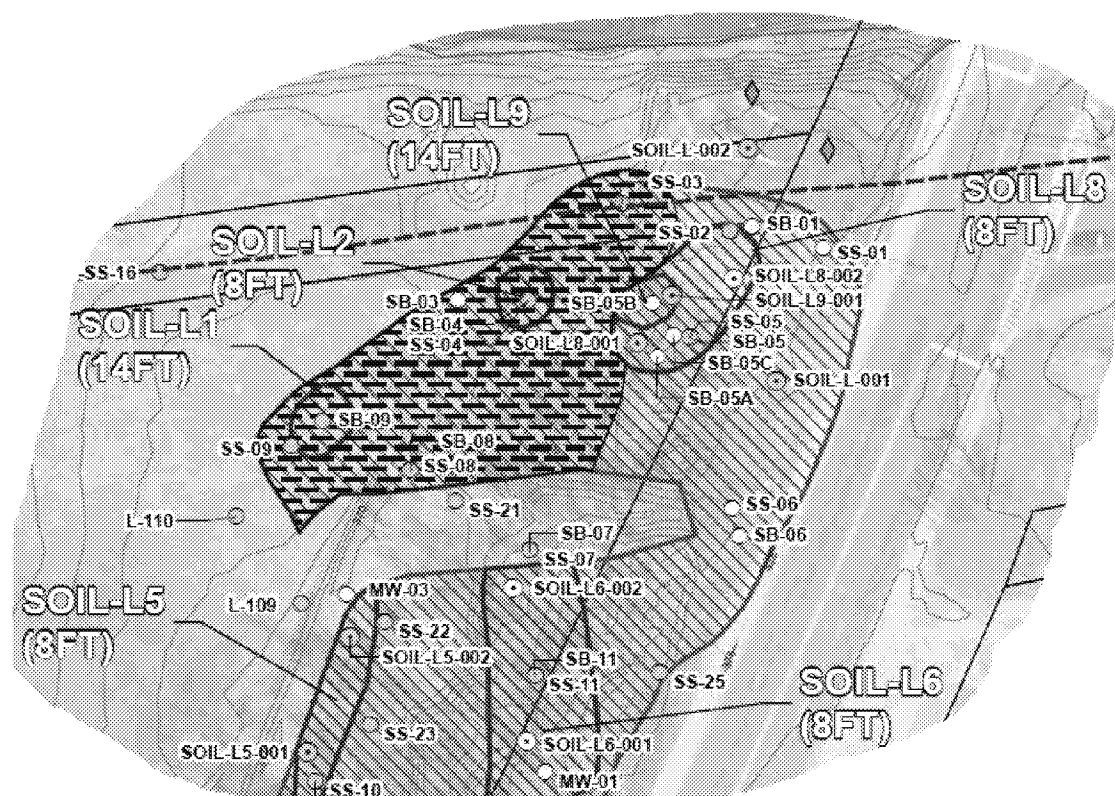 SOIL-L9
(14FT)
SOIL-L-002
SS-03
SOIL-L8
(8FT)
SOIL-L2
(8FT)
SS-02
SB-01
SS-01
SS-16
SOIL-L8-002
SB-03
SB-05B
SOIL-L9-001
SOIL-L1
(14FT)
SB-04
SS-04
SOIL-L8-001
SS-05
SB-05
SB-05C
SOIL-L-001
SB-05A
SB-09
SS-09
SB-08
SS-08
L-110
SS-21
SS-06
SB-06
SB-07
SS-07
SOIL-L5
(8FT)
L-109
MW-03
SOIL-L6-002
SS-22
SOIL-L5-002
SB-11
SS-11
SS-25
SOIL-L6
(8FT)
SS-23
SOIL-L5-001
SOIL-L6-001
MW-01
SS-10